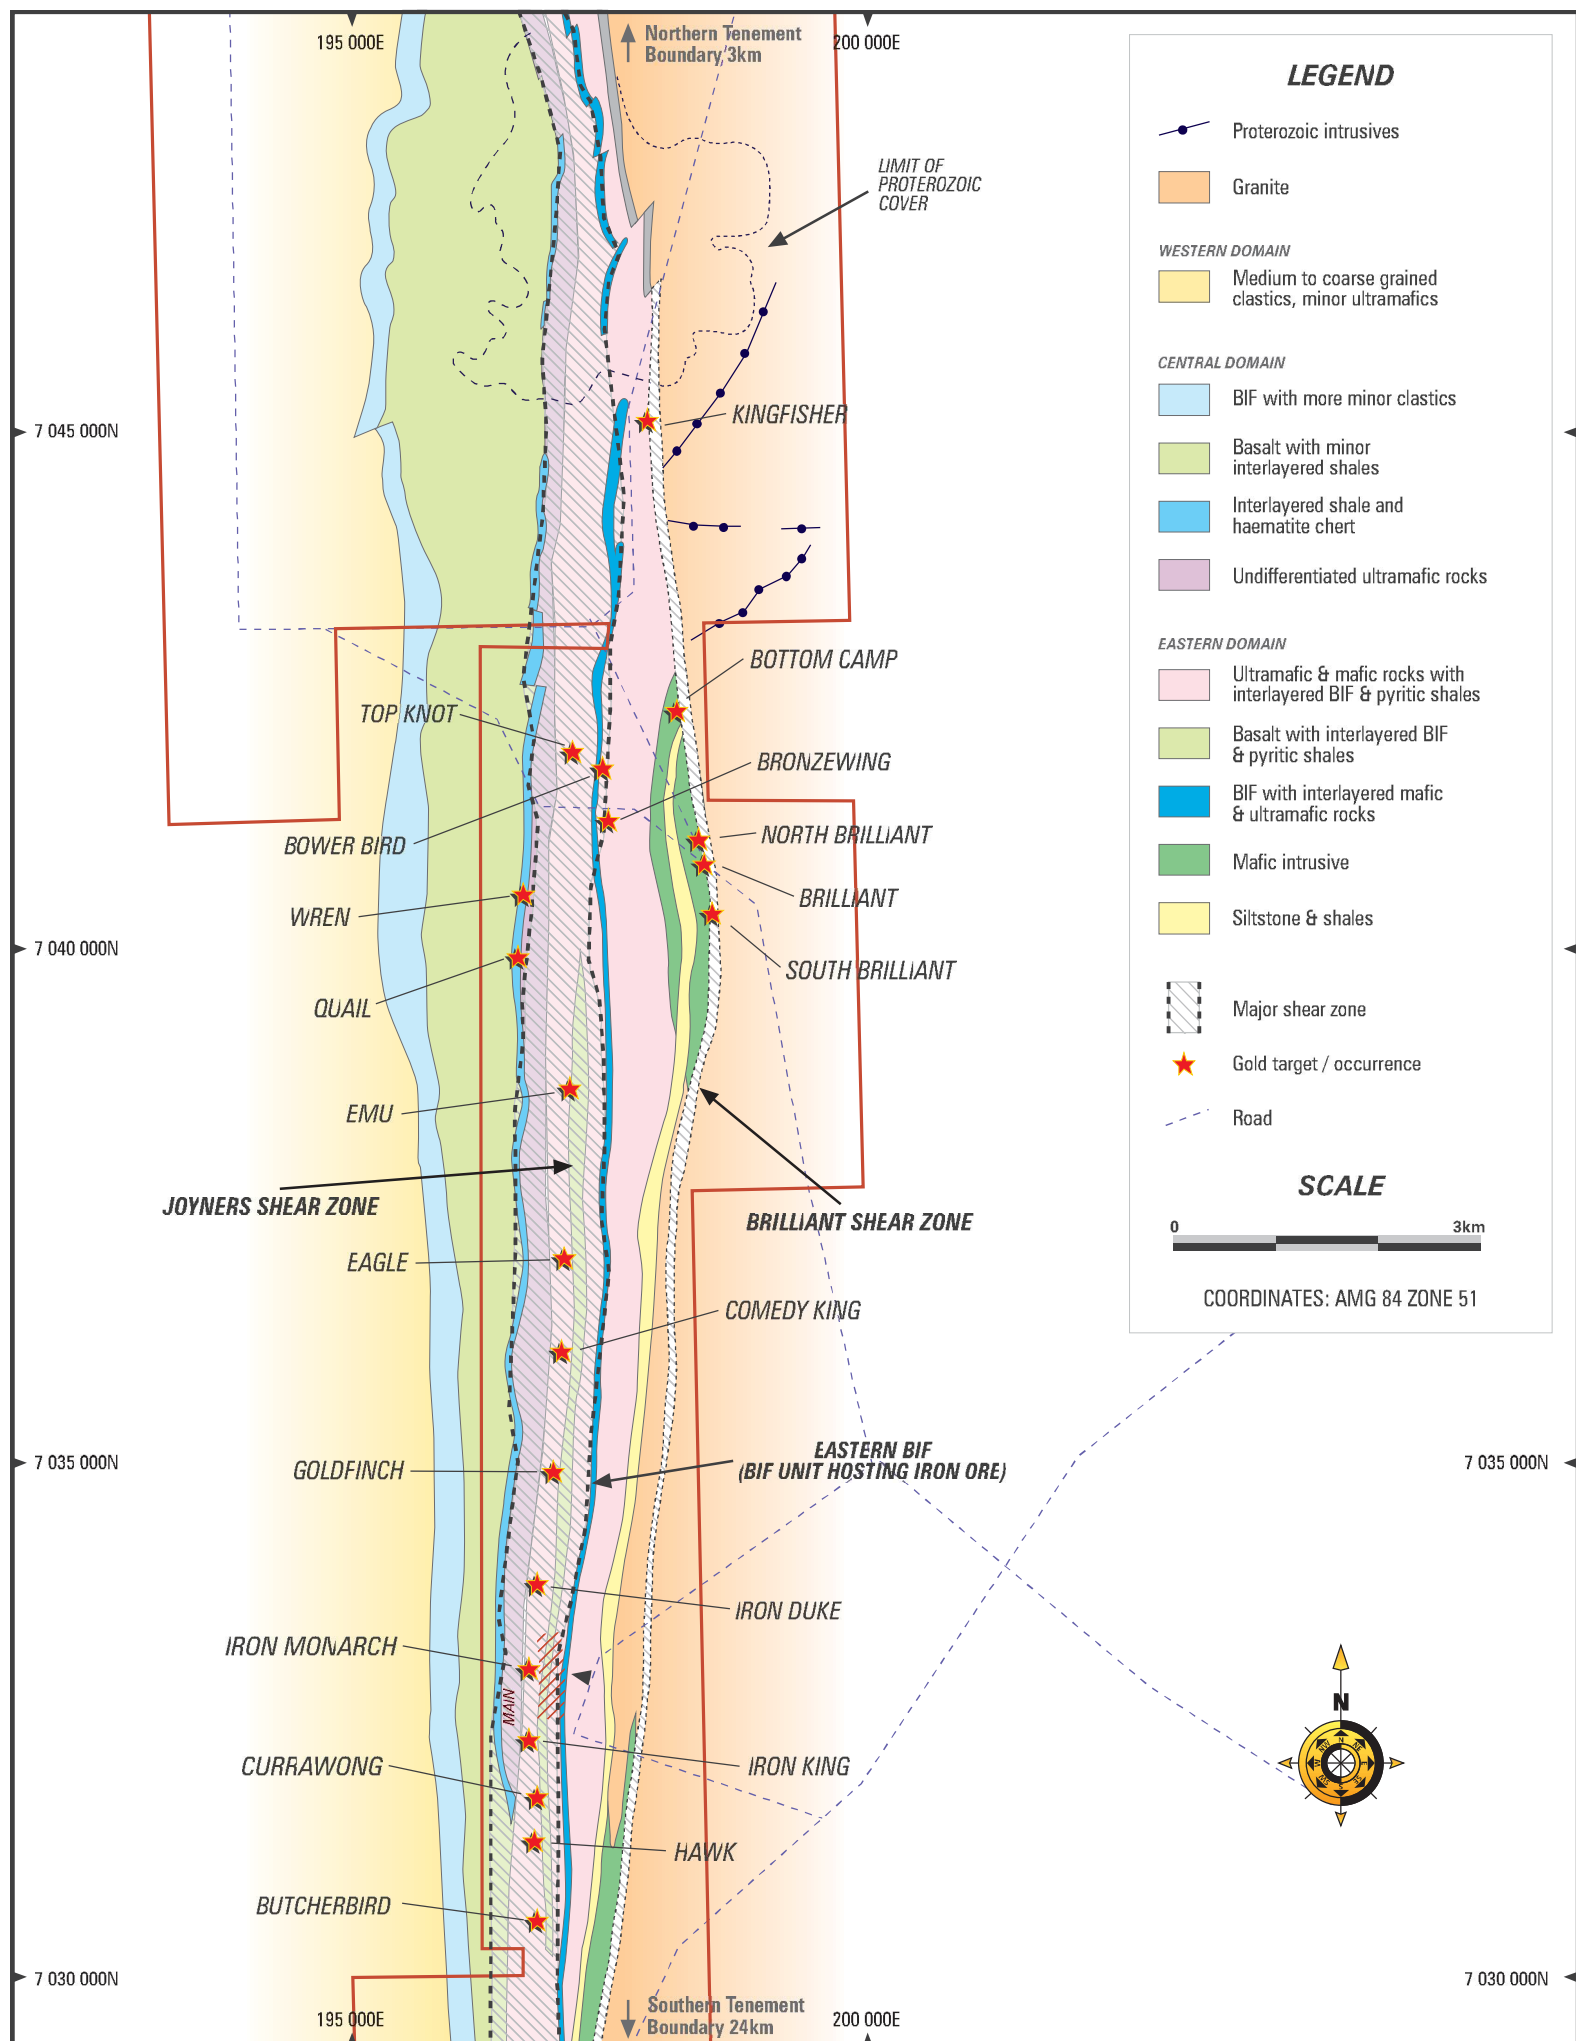 195 000E
Northern Tenement
Boundary 3km
200 000E
LIMIT OF
PROTEROZOIC
COVER
KINGFISHER
7 045 000N
BOTTOM CAMP
TOP KNOT
BRONZEWING
NORTH BRILLIANT
BOWER BIRD
BRILLIANT
WREN
7 040 000N
SOUTH BRILLIANT
QUAIL
EMU
JOYNERS SHEAR ZONE
BRILLIANT SHEAR ZONE
EAGLE
COMEDY KING
EASTERN BIF
(BIF UNIT HOSTING IRON ORE)
7 035 000N
GOLDFINCH
7 035 000N
IRON DUKE
IRON MONARCH
MAIN
CURRAWONG
IRON KING
HAWK
BUTCHERBIRD
7 030 000N
7 030 000N
195 000E
Southern Tenement
Boundary 24km
200 000E
LEGEND
Proterozoic intrusives
Granite
WESTERN DOMAIN
Medium to coarse grained
clastics, minor ultramafics
CENTRAL DOMAIN
BIF with more minor clastics
Basalt with minor
interlayered shales
Interlayered shale and
haematite chert
Undifferentiated ultramafic rocks
EASTERN DOMAIN
Ultramafic & mafic rocks with
interlayered BIF & pyritic shales
Basalt with interlayered BIF
& pyritic shales
BIF with interlayered mafic
& ultramafic rocks
Mafic intrusive
Siltstone & shales
Major shear zone
Gold target / occurrence
Road
SCALE
0 3km
COORDINATES: AMG 84 ZONE 51
N
N
NE
E
SE
S
SW
W
NW